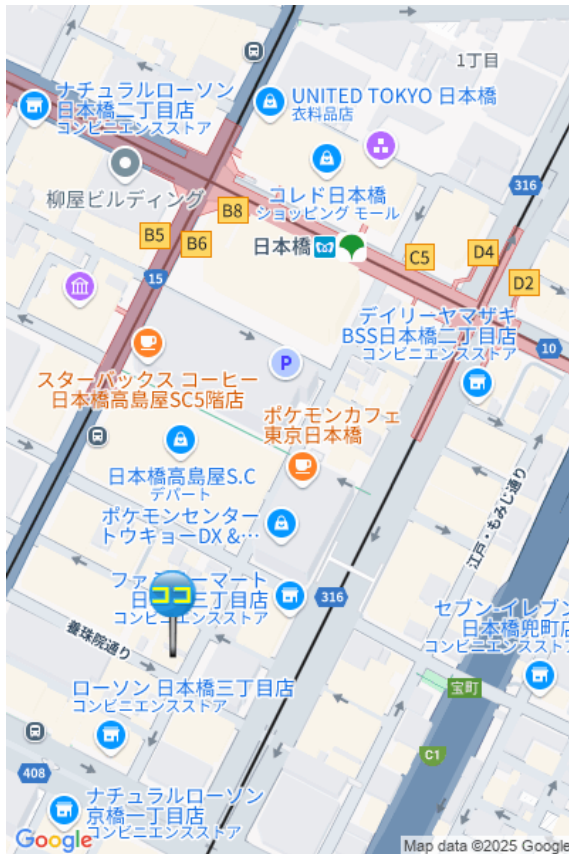 1丁目
ナチュラルローソン
日本橋二丁目店
コンビニエンスストア
UNITED TOKYO 日本橋
衣料品店
コレド日本橋
ショッピング モール
316
柳屋ビルディング
B8
B5
B6
日本橋
C5
D4
D2
15
デイリーヤマザキ
BSS日本橋二丁目店
コンビニエンスストア
10
P
スターバックス コーヒー
日本橋高島屋SC5階店
ポケモンカフェ
東京日本橋
日本橋高島屋S.C
デパート
ポケモンセンター
トウキョーDX &…
江戸・もみじ通り
ココ
コンビニエンスストア
316
セブン-イレブン
日本橋兜町店
コンビニエンススト
養珠院通り
ローソン 日本橋三丁目店
コンビニエンスストア
宝町
C1
408
ナチュラルローソン
京橋一丁目店
コンビニエンスストア
Google
Map data ©2025 Google